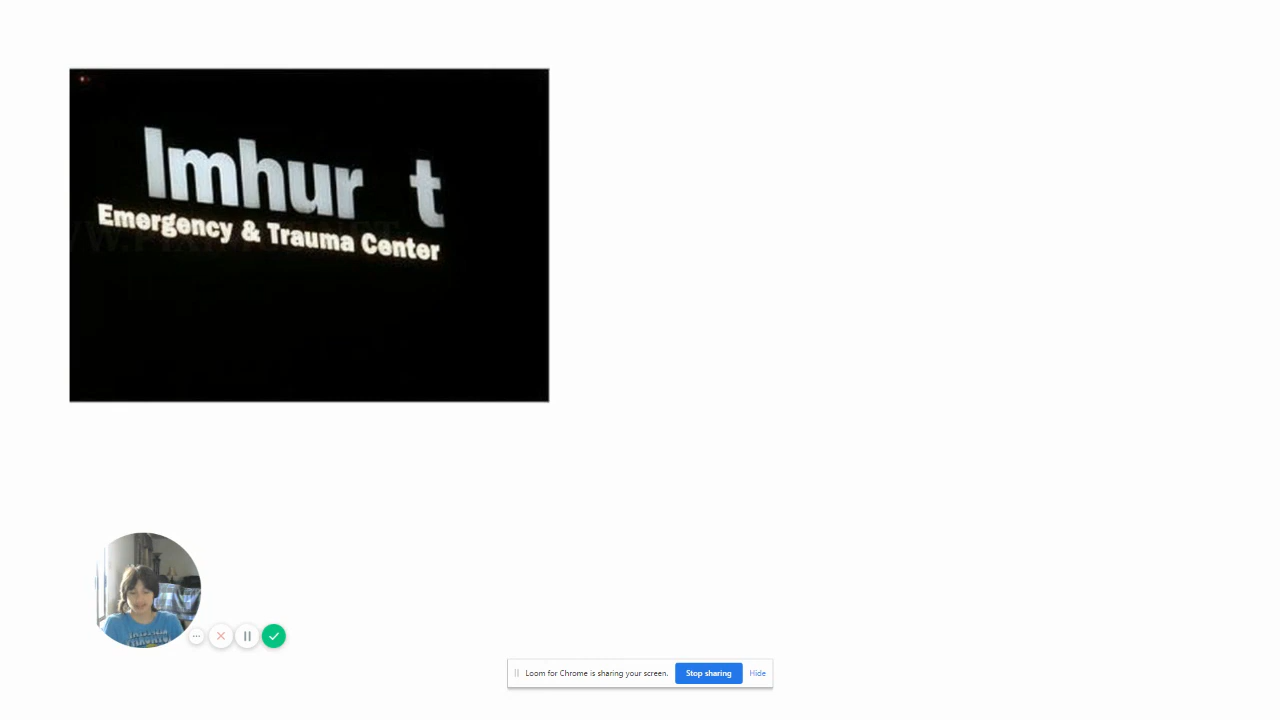 lmhur t
Emergency & Trauma Center
Loom for Chrome is sharing your screen.
Stop sharing
Hide